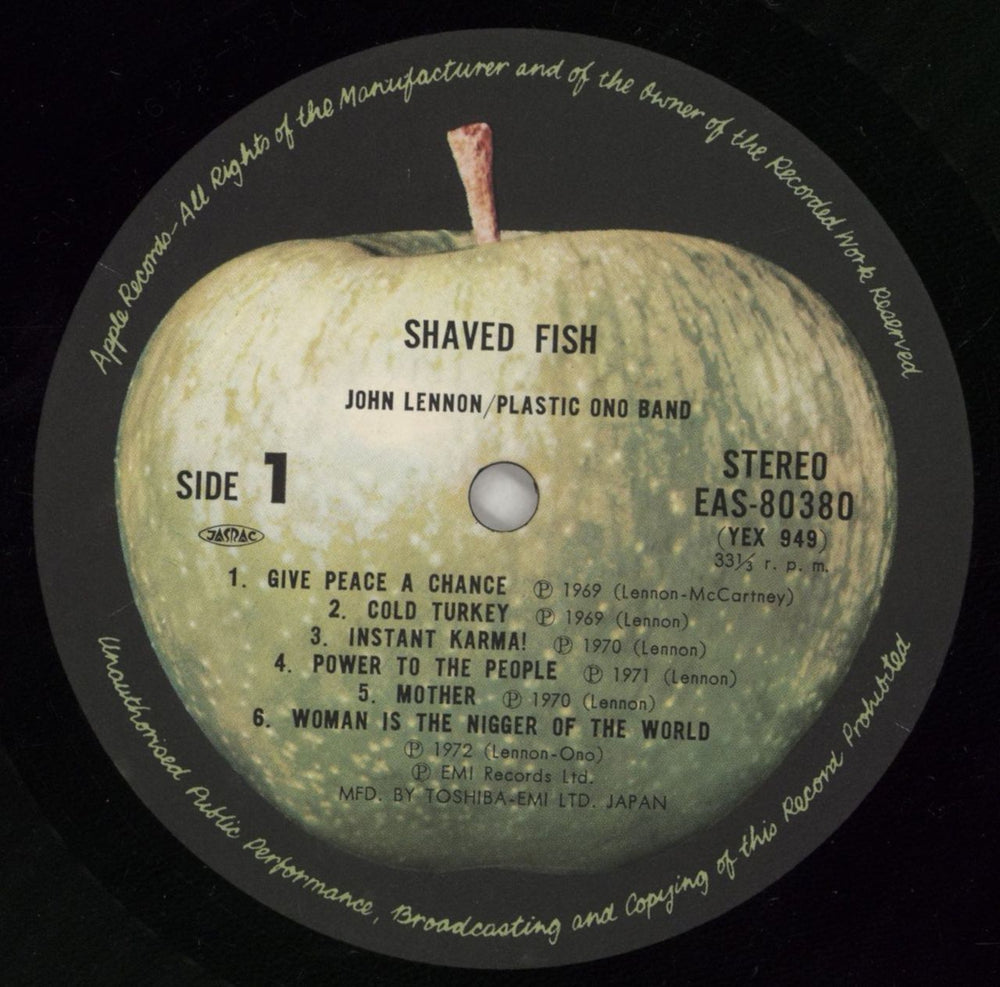 Apple Records–All Rights of the Manufacturer and of the Owner of the Recorded Work Reserved
SHAVED FISH
JOHN LENNON/PLASTIC ONO BAND
SIDE 1
JASRAC
STEREO
EAS-80380
(YEX 949)
33⅓ r. p. m.
1. GIVE PEACE A CHANCE ℗ 1969 (Lennon-McCartney)
2. COLD TURKEY ℗ 1969 (Lennon)
3. INSTANT KARMA! ℗ 1970 (Lennon)
4. POWER TO THE PEOPLE ℗ 1971 (Lennon)
5. MOTHER ℗ 1970 (Lennon)
6. WOMAN IS THE NIGGER OF THE WORLD
℗ 1972 (Lennon-Ono)
℗ EMI Records Ltd.
MFD. BY TOSHIBA-EMI LTD. JAPAN
Unauthorised Public Performance, Broadcasting and Copying of this Record Prohibited